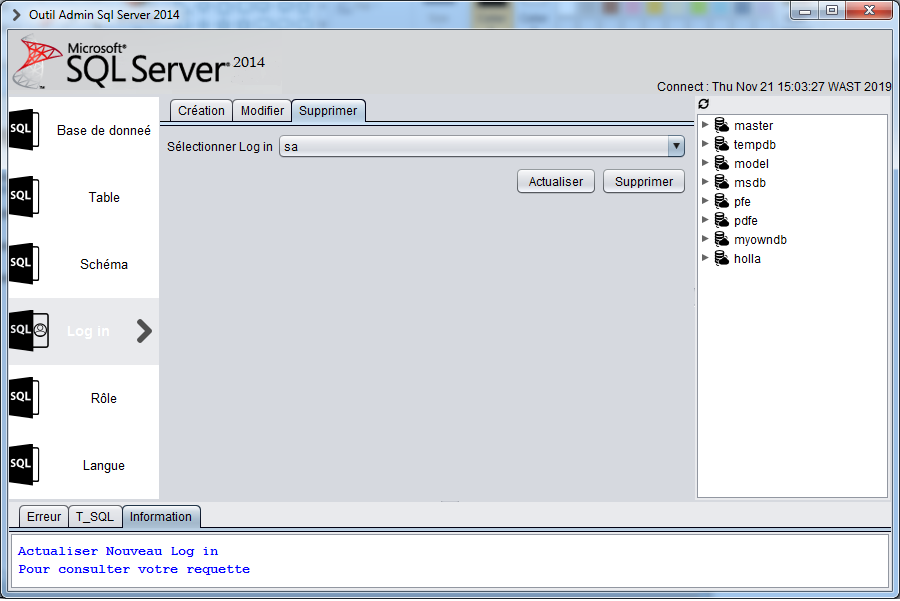 Outil Admin Sql Server 2014
Microsoft®
SQL Server® 2014
Connect : Thu Nov 21 15:03:27 WAST 2019
Création Modifier Supprimer
Sélectionner Log in sa
Actualiser Supprimer
SQL Base de donneé
SQL Table
SQL Schéma
SQL Log in
SQL Rôle
SQL Langue
master
tempdb
model
msdb
pfe
pdfe
myowndb
holla
Erreur T_SQL Information
Actualiser Nouveau Log in
Pour consulter votre requette